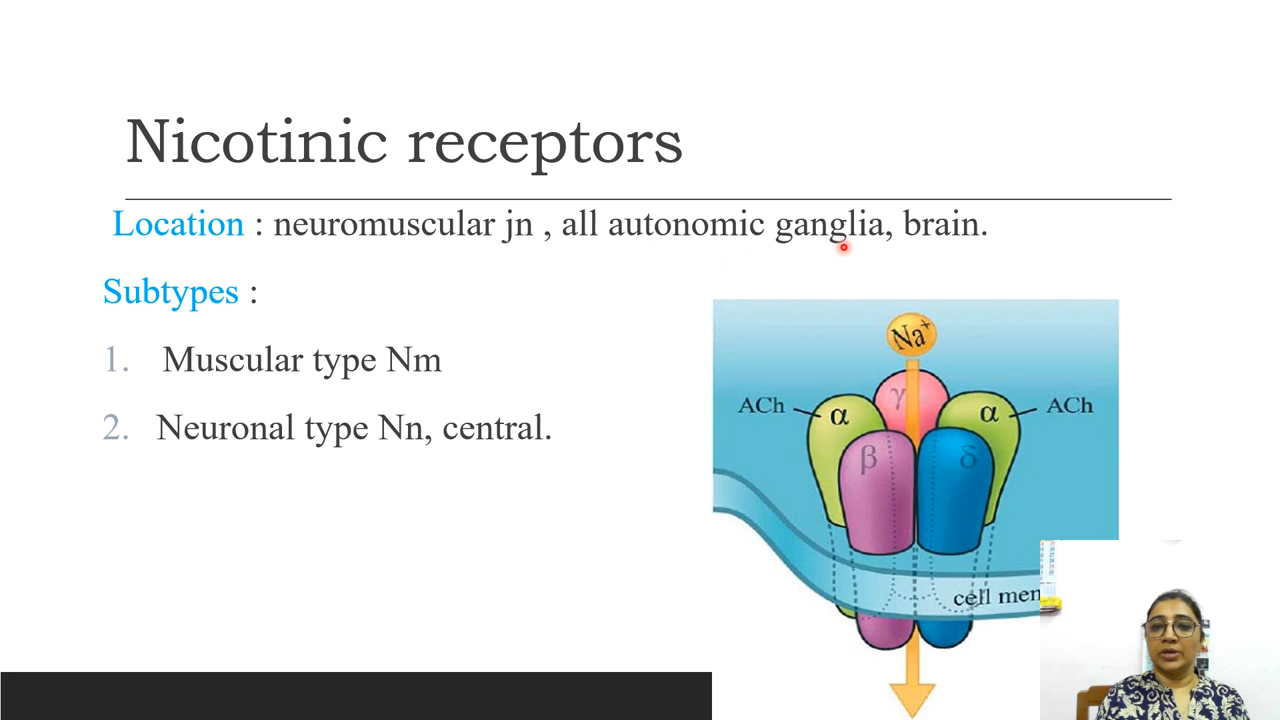 Nicotinic receptors
Location : neuromuscular jn , all autonomic ganglia, brain.
Subtypes :
1. Muscular type Nm
2. Neuronal type Nn, central.
Na+
γ
ACh α α ACh
β δ
cell men